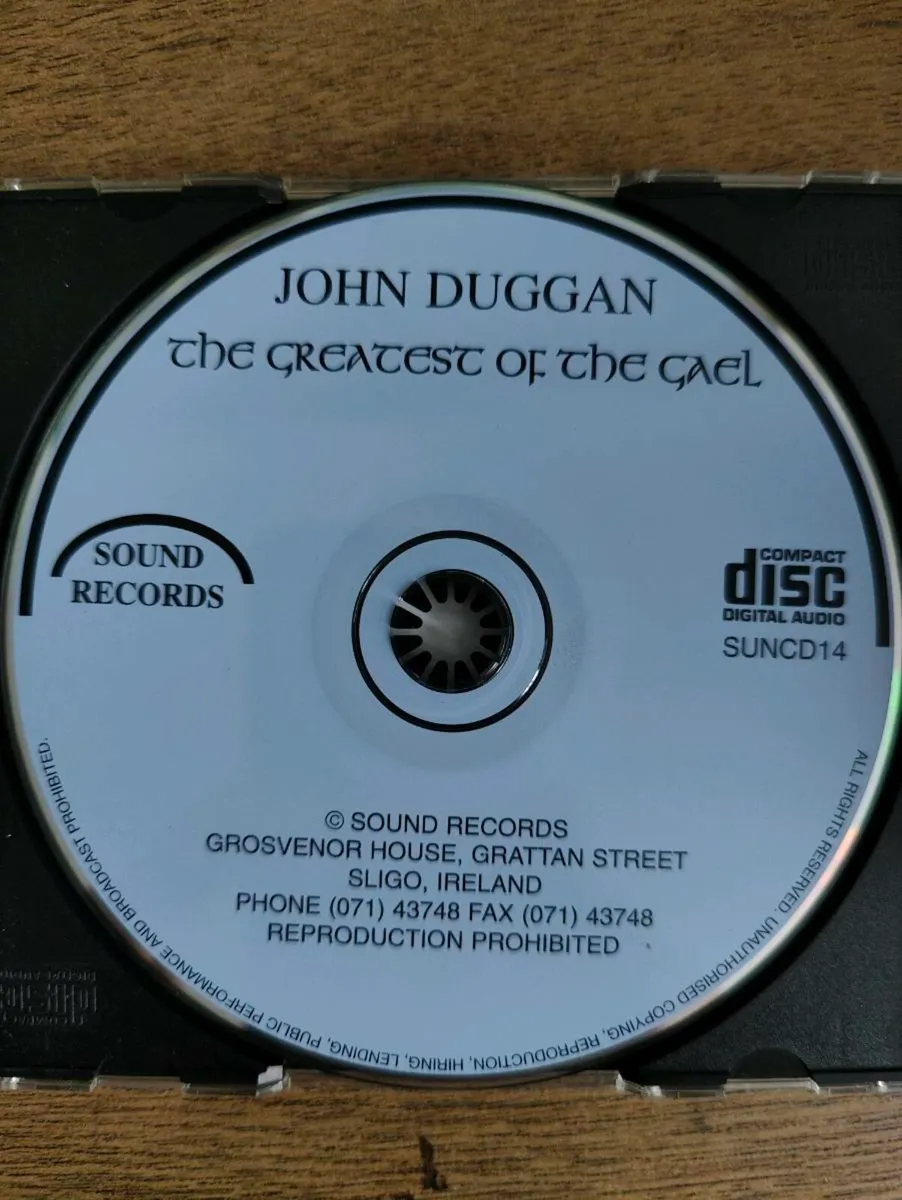 JOHN DUGGAN
the GREATEST OF the GAEL
SOUND
RECORDS
COMPACT
disc
DIGITAL AUDIO
SUNCD14
© SOUND RECORDS
GROSVENOR HOUSE, GRATTAN STREET
SLIGO, IRELAND
PHONE (071) 43748 FAX (071) 43748
REPRODUCTION PROHIBITED
ALL RIGHTS RESERVED. UNAUTHORISED COPYING, REPRODUCTION, HIRING, LENDING, PUBLIC PERFORMANCE AND BROADCAST PROHIBITED.